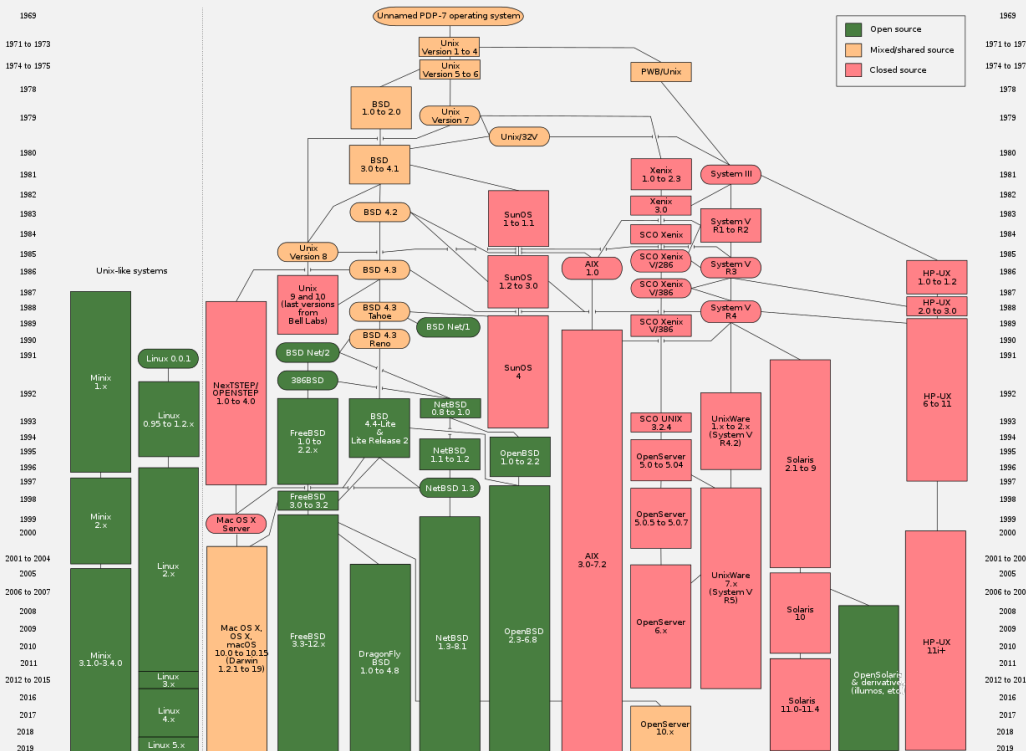 1969
1971 to 1973
1974 to 1975
1978
1979
1980
1981
1982
1983
1984
1985
1986
1987
1988
1989
1990
1991
1992
1993
1994
1995
1996
1997
1998
1999
2000
2001 to 2004
2005
2006 to 2007
2008
2009
2010
2011
2012 to 2015
2016
2017
2018
2019
Unnamed PDP-7 operating system
Unix
Version 1 to 4
Unix
Version 5 to 6
PWB/Unix
BSD
1.0 to 2.0
Unix
Version 7
Unix/32V
BSD
3.0 to 4.1
Xenix
1.0 to 2.3
System III
Xenix
3.0
SunOS
1 to 1.1
BSD 4.2
System V
R1 to R2
SCO Xenix
Unix
Version 8
SCO Xenix
V/286
AIX
1.0
System V
R3
BSD 4.3
SunOS
1.2 to 3.0
HP-UX
1.0 to 1.2
Unix-like systems
Unix
9 and 10
(last versions
from
Bell Labs)
SCO Xenix
V/386
HP-UX
2.0 to 3.0
BSD 4.3
Tahoe
System V
R4
BSD Net/1
SCO Xenix
V/386
BSD 4.3
Reno
BSD Net/2
Linux 0.0.1
386BSD
Minix
1.x
NexTSTEP/
OPENSTEP
1.0 to 4.0
SunOS
4
HP-UX
6 to 11
NetBSD
0.8 to 1.0
Linux
0.95 to 1.2.x
BSD
4.4-Lite
&
Lite Release 2
SCO UNIX
3.2.4
UnixWare
1.x to 2.x
(System V
R4.2)
FreeBSD
1.0 to
2.2.x
NetBSD
1.1 to 1.2
OpenBSD
1.0 to 2.2
OpenServer
5.0 to 5.04
Solaris
2.1 to 9
NetBSD 1.3
FreeBSD
3.0 to 3.2
Minix
2.x
Mac OS X
Server
OpenServer
5.0.5 to 5.0.7
Linux
2.x
AIX
3.0-7.2
UnixWare
7.x
(System V
R5)
Solaris
10
OpenServer
6.x
Mac OS X,
OS X,
macOS
10.0 to 10.15
(Darwin
1.2.1 to 19)
FreeBSD
3.3-12.x
NetBSD
1.3-8.1
OpenBSD
2.3-6.8
HP-UX
11i+
Minix
3.1.0-3.4.0
DragonFly
BSD
1.0 to 4.8
OpenSolaris
& derivatives
(illumos, etc
Linux
3.x
Solaris
11.0-11.4
Linux
4.x
OpenServer
10.x
Linux 5.x
Open source
Mixed/shared source
Closed source
1969
1971 to 197
1974 to 197
1978
1979
1980
1981
1982
1983
1984
1985
1986
1987
1988
1989
1990
1991
1992
1993
1994
1995
1996
1997
1998
1999
2000
2001 to 200
2005
2006 to 200
2008
2009
2010
2011
2012 to 201
2016
2017
2018
2019